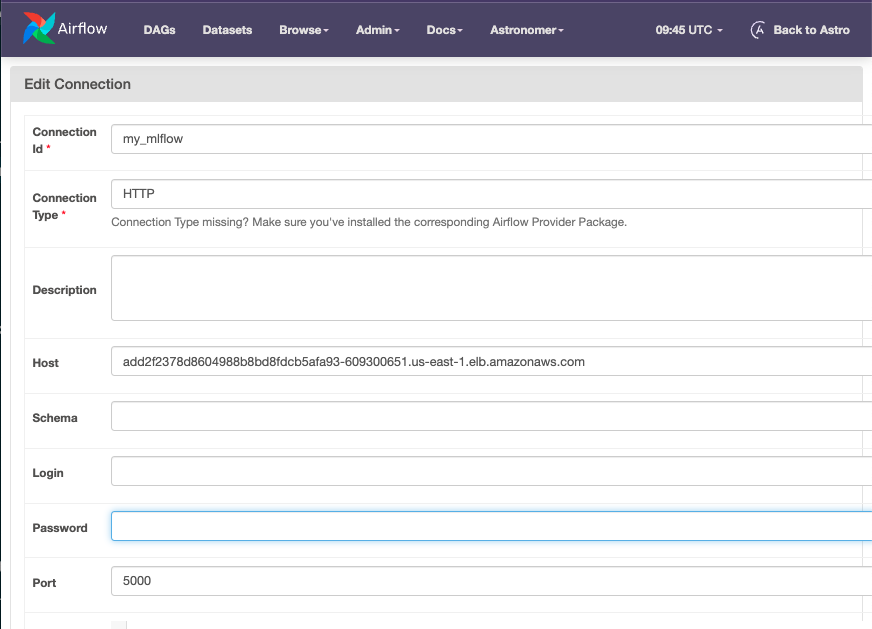 Airflow DAGs Datasets Browse Admin Docs Astronomer 09:45 UTC Back to Astro
Edit Connection
Connection
Id *
my_mlflow
Connection
Type *
HTTP
Connection Type missing? Make sure you've installed the corresponding Airflow Provider Package.
Description
Host
add2f2378d8604988b8bd8fdcb5afa93-609300651.us-east-1.elb.amazonaws.com
Schema
Login
Password
Port
5000